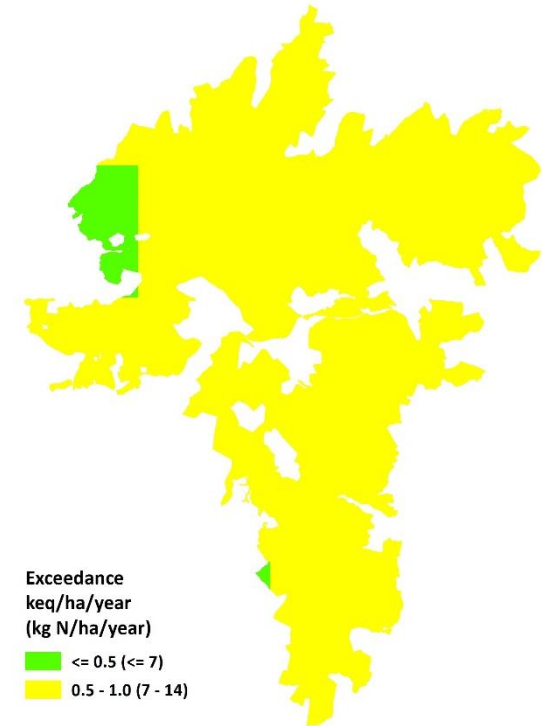 Exceedance
keq/ha/year
(kg N/ha/year)
<= 0.5 (<= 7)
0.5 - 1.0 (7 - 14)